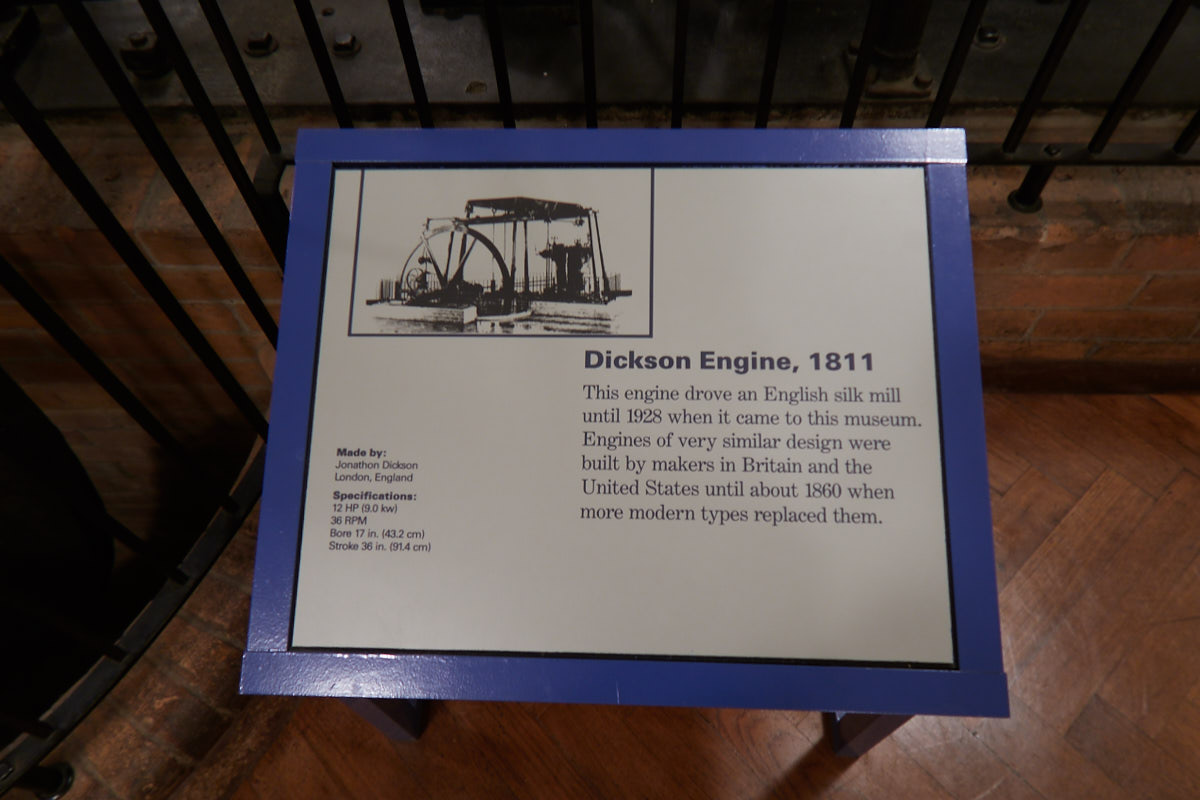 Dickson Engine, 1811
This engine drove an English silk mill
until 1928 when it came to this museum.
Engines of very similar design were
built by makers in Britain and the
United States until about 1860 when
more modern types replaced them.
Made by:
Jonathon Dickson
London, England
Specifications:
12 HP (9.0 kw)
36 RPM
Bore 17 in. (43.2 cm)
Stroke 36 in. (91.4 cm)